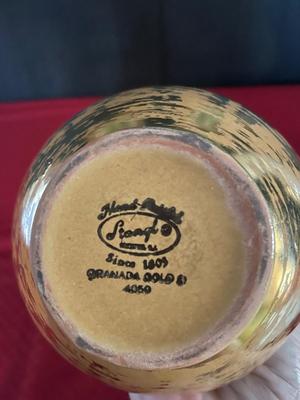 Hand Painted
Stangl ®
Since 1805
GRANADA GOLD ®
4050